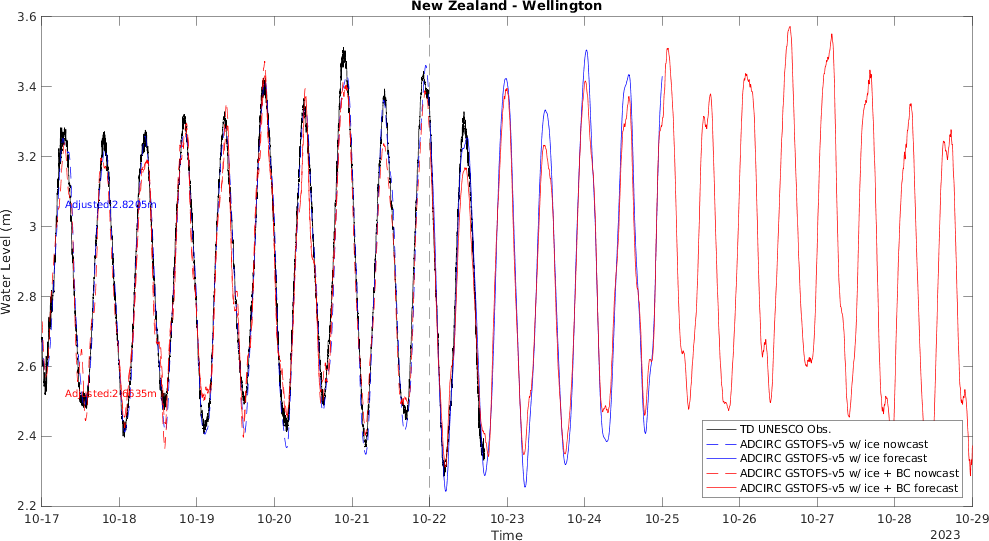 New Zealand - Wellington
3.6
3.4
3.2
3
2.8
2.6
2.4
2.2
Water Level (m)
Adjusted:2.8205m
Adjusted:2.6635m
TD UNESCO Obs.
ADCIRC GSTOFS-v5 w/ ice nowcast
ADCIRC GSTOFS-v5 w/ ice forecast
ADCIRC GSTOFS-v5 w/ ice + BC nowcast
ADCIRC GSTOFS-v5 w/ ice + BC forecast
10-17 10-18 10-19 10-20 10-21 10-22 10-23 10-24 10-25 10-26 10-27 10-28 10-29
Time
2023